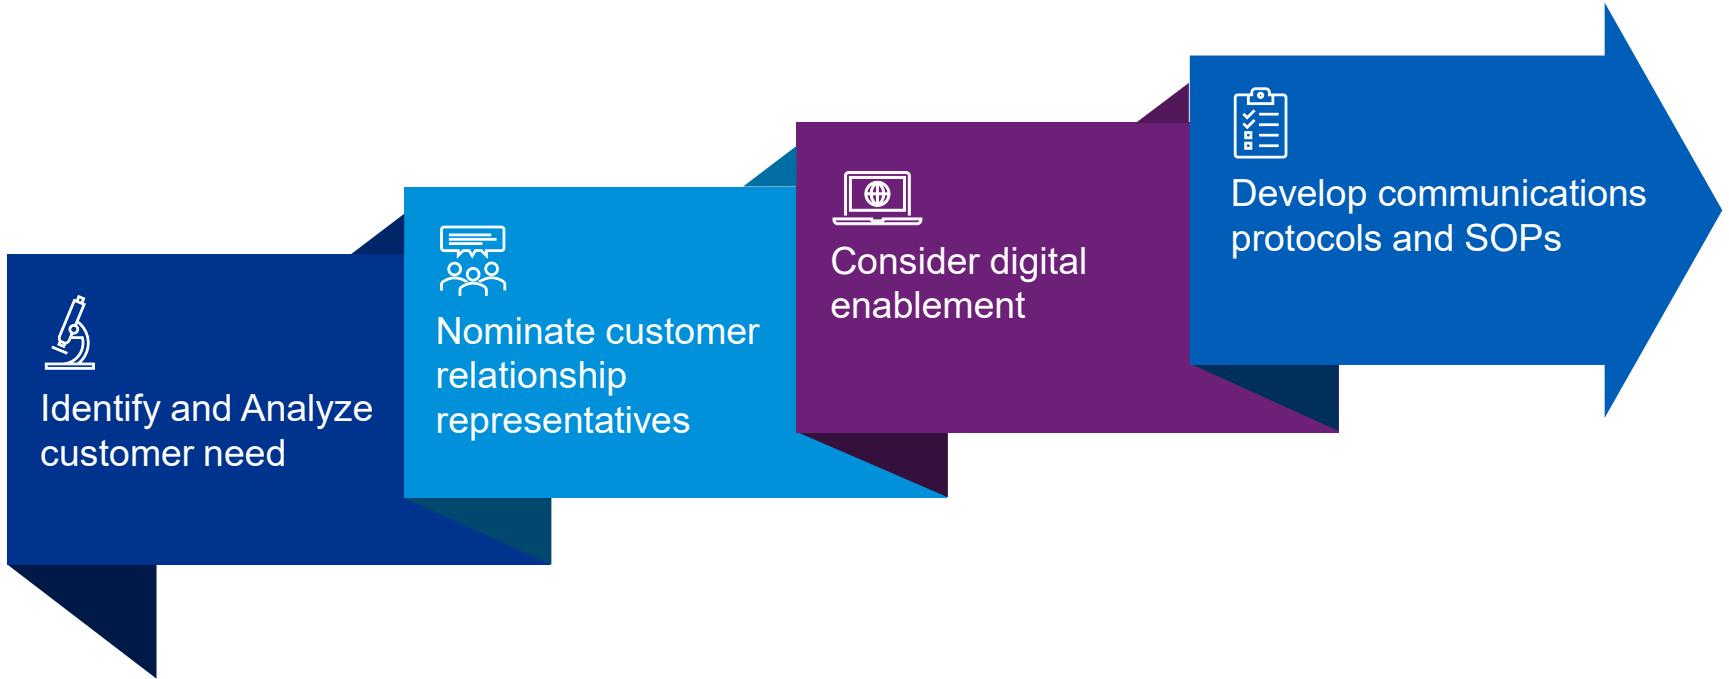 Identify and Analyze
customer need
Nominate customer
relationship
representatives
Consider digital
enablement
Develop communications
protocols and SOPs